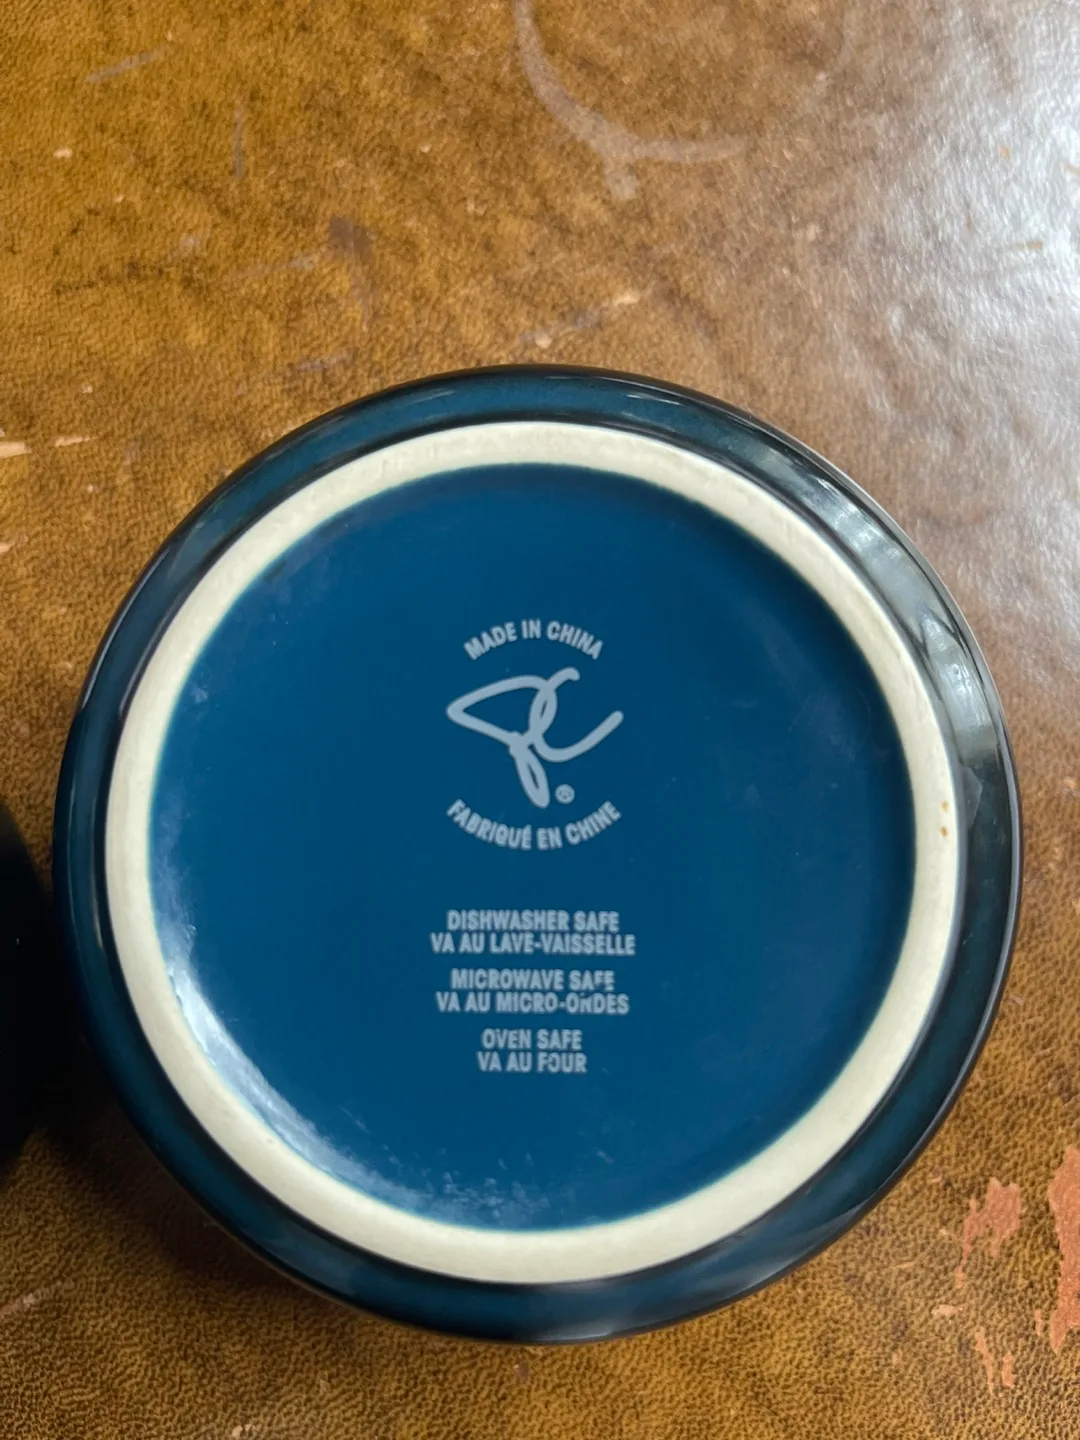 MADE IN CHINA
PC®
FABRIQUÉ EN CHINE
DISHWASHER SAFE
VA AU LAVE-VAISSELLE
MICROWAVE SAFE
VA AU MICRO-ONDES
OVEN SAFE
VA AU FOUR